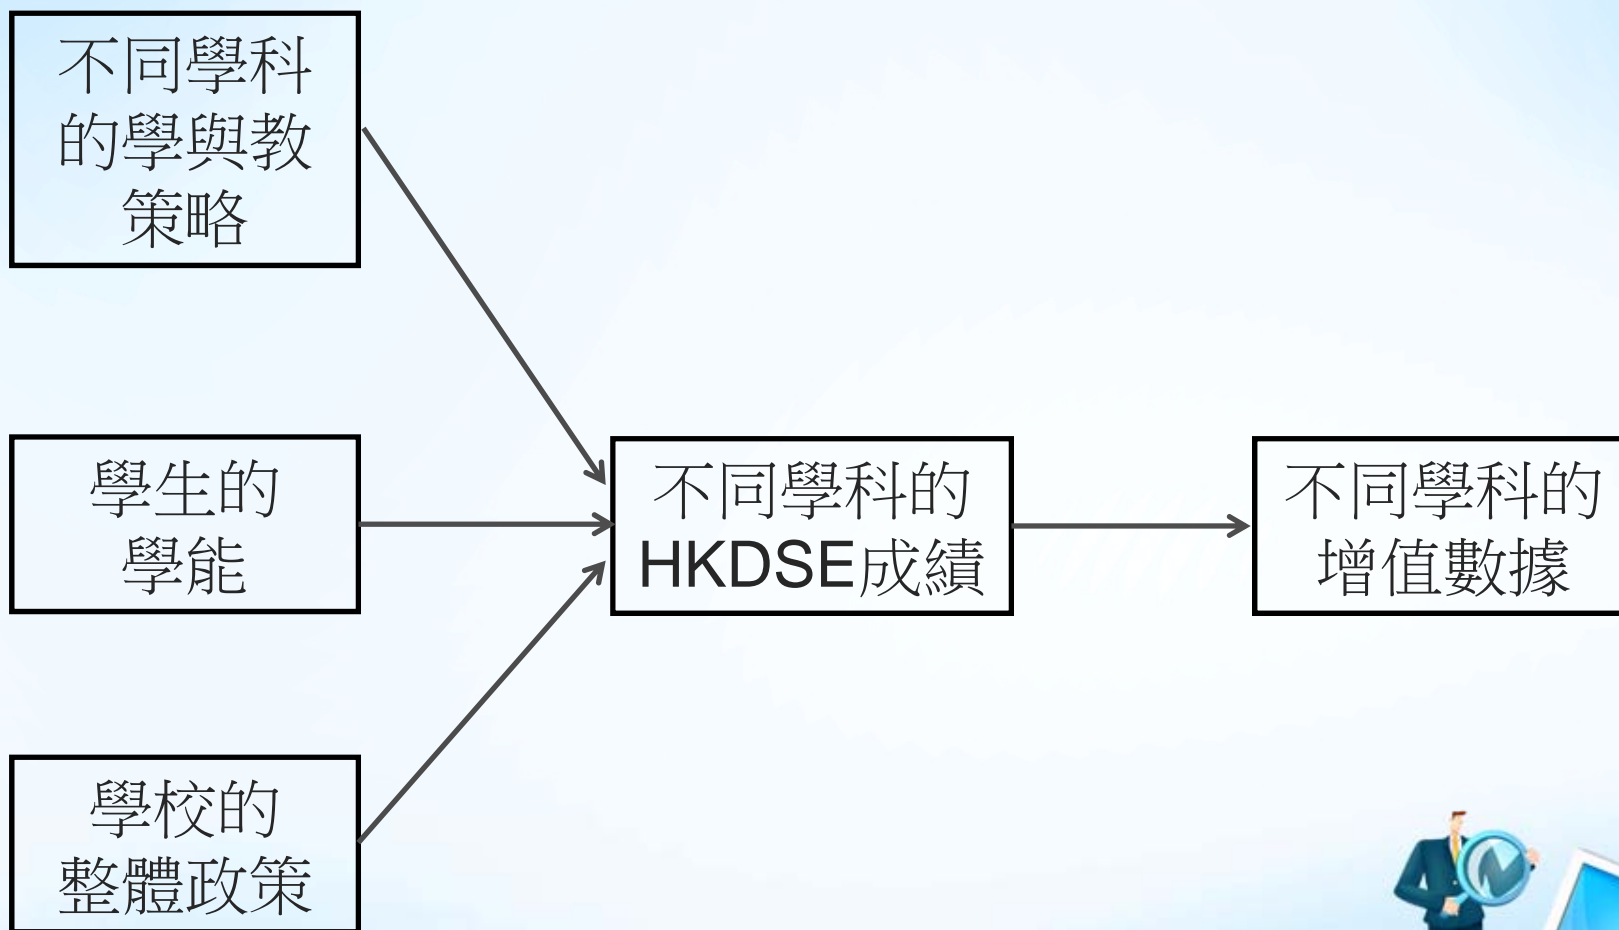 不同學科
的學與教
策略
學生的
學能
學校的
整體政策
不同學科的
HKDSE成績
不同學科的
增值數據